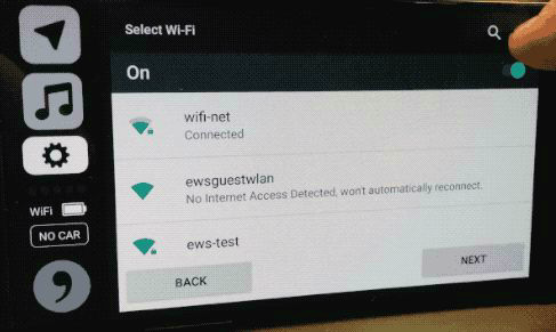 Select Wi-Fi
On
wifi-net
Connected
ewsguestwlan
No Internet Access Detected, won't automatically reconnect.
ews-test
BACK
NEXT
WiFi
NO CAR